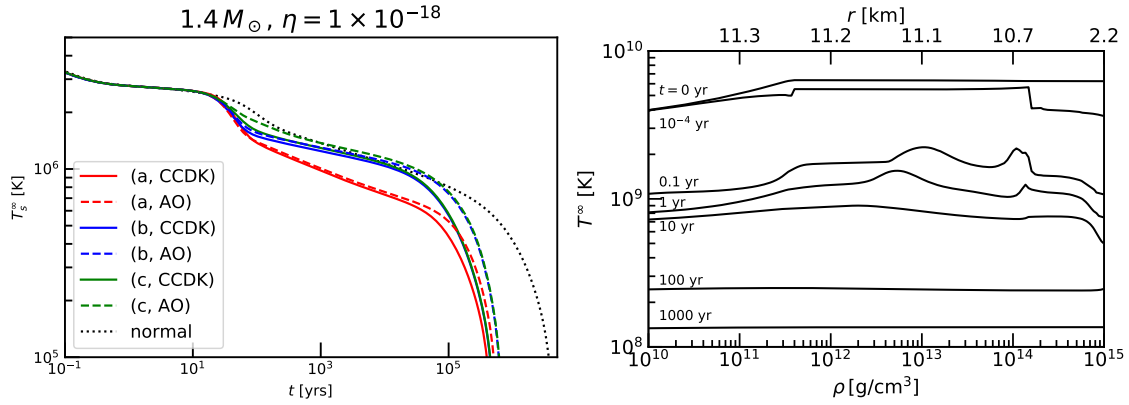 1.4 M⊙, η = 1 × 10⁻¹⁸
T_s^∞ [K]
10⁶
10⁵
(a, CCDK)
(a, AO)
(b, CCDK)
(b, AO)
(c, CCDK)
(c, AO)
normal
10⁻¹ 10¹ 10³ 10⁵
t [yrs]
r [km]
11.3 11.2 11.1 10.7 2.2
10¹⁰
10⁹
10⁸
T^∞ [K]
t = 0 yr
10⁻⁴ yr
0.1 yr
1 yr
10 yr
100 yr
1000 yr
10¹⁰ 10¹¹ 10¹² 10¹³ 10¹⁴ 10¹⁵
ρ [g/cm³]